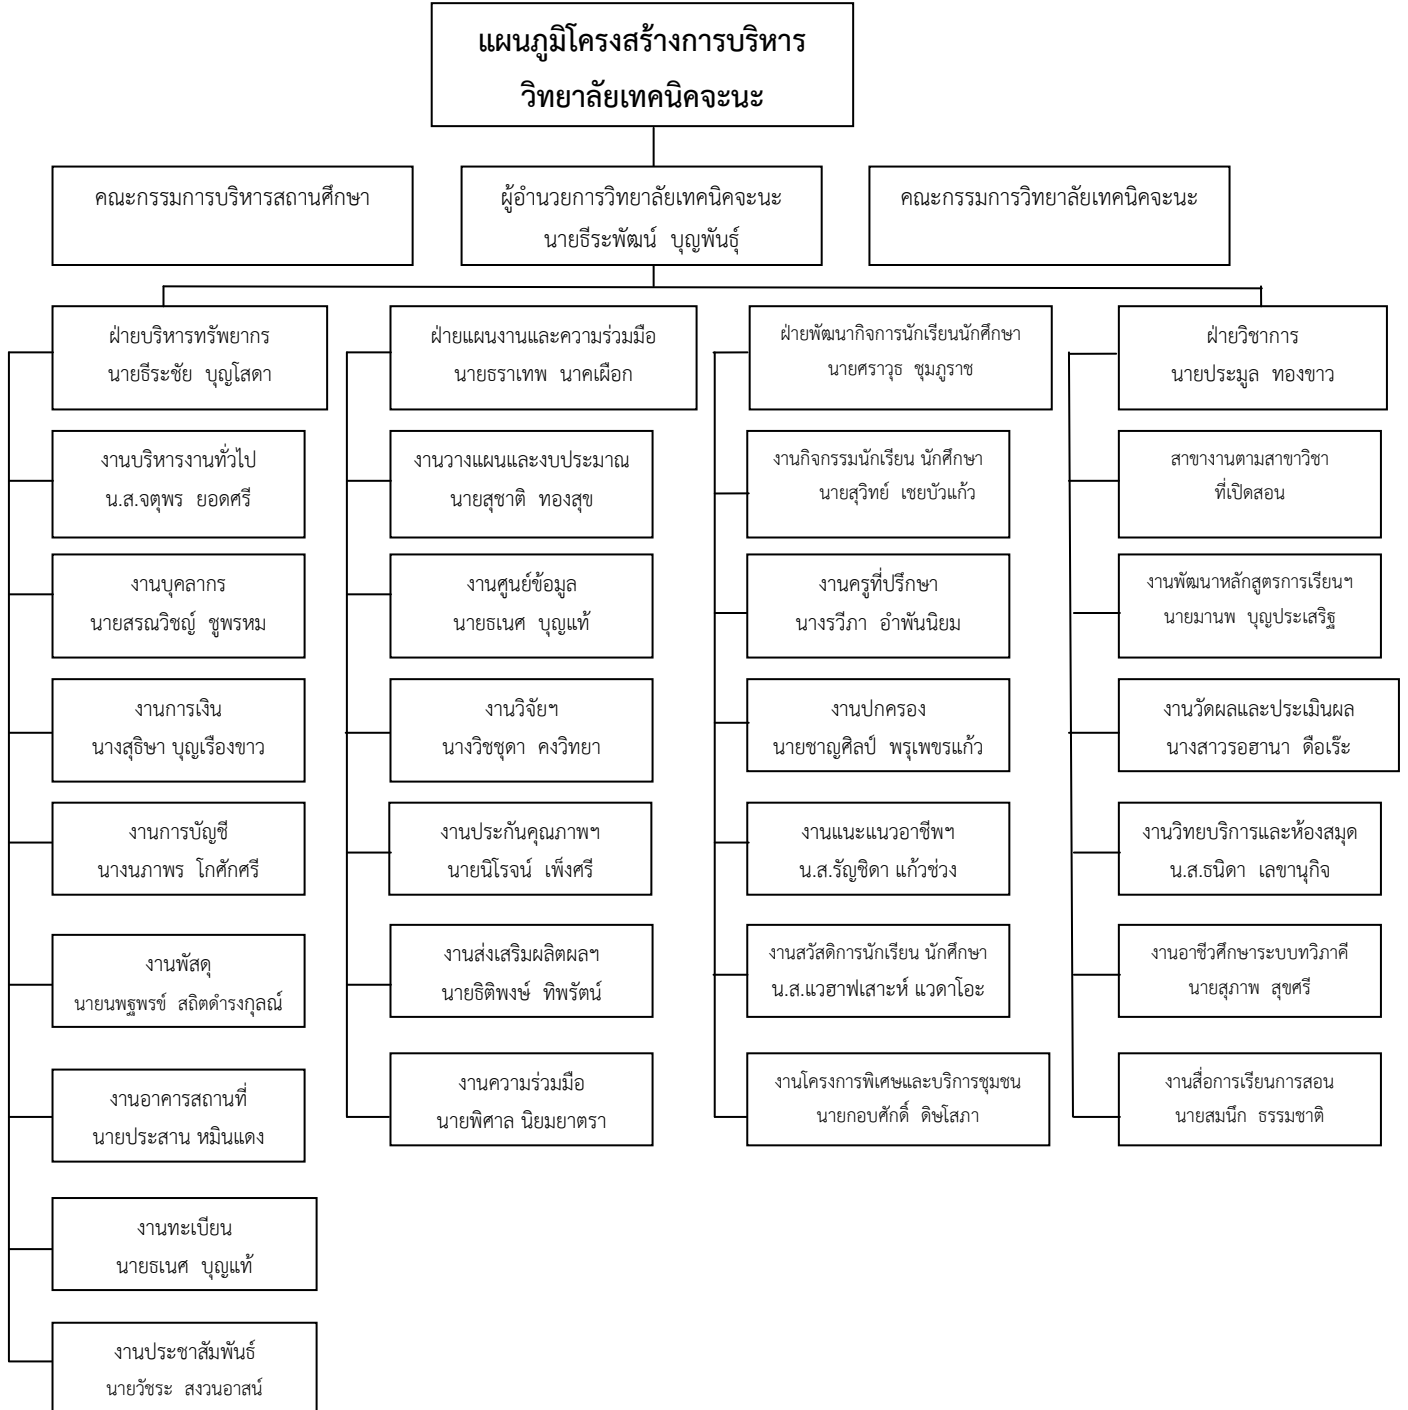 แผนภูมิโครงสร้างการบริหาร
วิทยาลัยเทคนิคจะนะ
คณะกรรมการบริหารสถานศึกษา
ผู้อำนวยการวิทยาลัยเทคนิคจะนะ
นายธีระพัฒน์ บุญพันธุ์
คณะกรรมการวิทยาลัยเทคนิคจะนะ
ฝ่ายบริหารทรัพยากร
นายธีระชัย บุญโสดา
งานบริหารงานทั่วไป
น.ส.จตุพร ยอดศรี
งานบุคลากร
นายสรณวิชญ์ ชูพรหม
งานการเงิน
นางสุธิษา บุญเรืองขาว
งานการบัญชี
นางนภาพร โกศักศรี
งานพัสดุ
นายนพฐพรช์ สถิตดำรงกุลณ์
งานอาคารสถานที่
นายประสาน หมินแดง
งานทะเบียน
นายธเนศ บุญแท้
งานประชาสัมพันธ์
นายวัชระ สงวนอาสน์
ฝ่ายแผนงานและความร่วมมือ
นายธราเทพ นาคเผือก
งานวางแผนและงบประมาณ
นายสุชาติ ทองสุข
งานศูนย์ข้อมูล
นายธเนศ บุญแท้
งานวิจัยฯ
นางวิชชุดา คงวิทยา
งานประกันคุณภาพฯ
นายนิโรจน์ เพ็งศรี
งานส่งเสริมผลิตผลฯ
นายธิติพงษ์ ทิพรัตน์
งานความร่วมมือ
นายพิศาล นิยมยาตรา
ฝ่ายพัฒนากิจการนักเรียนนักศึกษา
นายศราวุธ ชุมภูราช
งานกิจกรรมนักเรียน นักศึกษา
นายสุวิทย์ เชยบัวแก้ว
งานครูที่ปรึกษา
นางรวีภา อำพันนิยม
งานปกครอง
นายชาญศิลป์ พรุเพชรแก้ว
งานแนะแนวอาชีพฯ
น.ส.รัญชิดา แก้วช่วง
งานสวัสดิการนักเรียน นักศึกษา
น.ส.แวฮาฟเสาะห์ แวดาโอะ
งานโครงการพิเศษและบริการชุมชน
นายกอบศักดิ์ ดิษโสภา
ฝ่ายวิชาการ
นายประมูล ทองขาว
สาขางานตามสาขาวิชา
ที่เปิดสอน
งานพัฒนาหลักสูตรการเรียนฯ
นายมานพ บุญประเสริฐ
งานวัดผลและประเมินผล
นางสาวรอฮานา ดือเร๊ะ
งานวิทยบริการและห้องสมุด
น.ส.ธนิดา เลขานุกิจ
งานอาชีวศึกษาระบบทวิภาคี
นายสุภาพ สุขศรี
งานสื่อการเรียนการสอน
นายสมนึก ธรรมชาติ